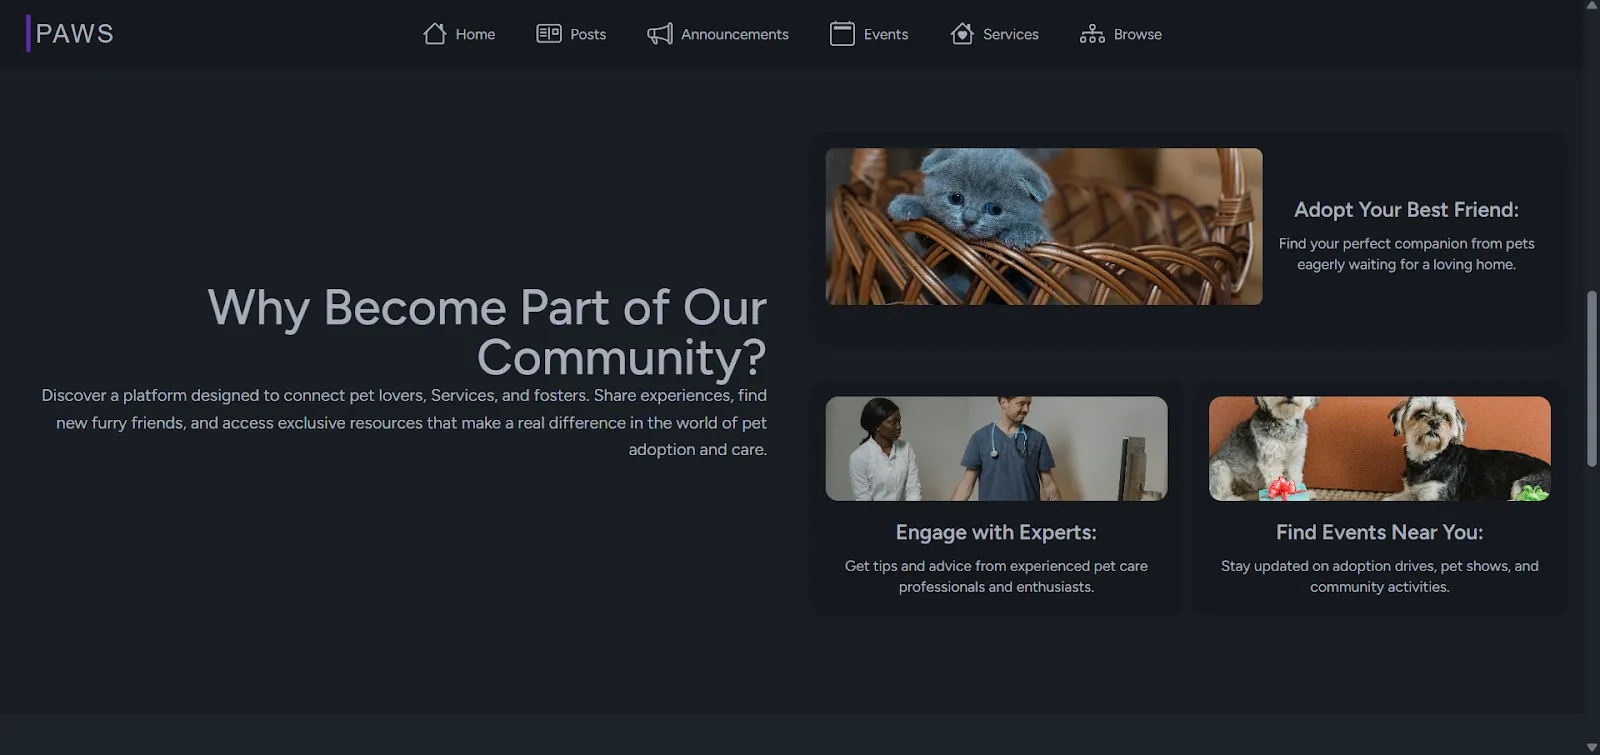 PAWS
Home
Posts
Announcements
Events
Services
Browse
Why Become Part of Our
Community?
Discover a platform designed to connect pet lovers, Services, and fosters. Share experiences, find
new furry friends, and access exclusive resources that make a real difference in the world of pet
adoption and care.
Adopt Your Best Friend:
Find your perfect companion from pets
eagerly waiting for a loving home.
Engage with Experts:
Get tips and advice from experienced pet care
professionals and enthusiasts.
Find Events Near You:
Stay updated on adoption drives, pet shows, and
community activities.